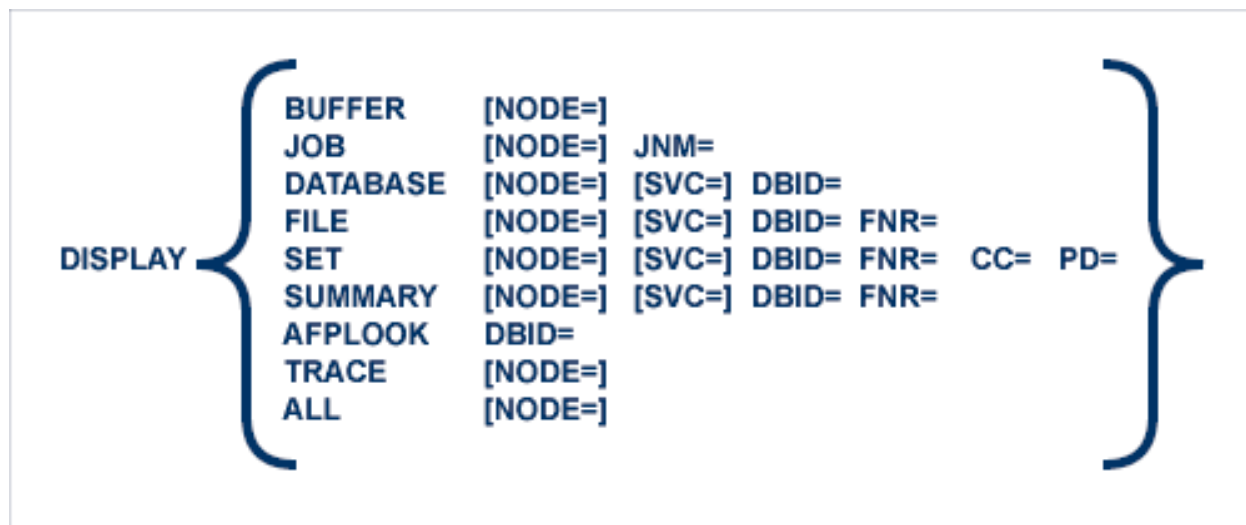 BUFFER [NODE=]
JOB [NODE=] JNM=
DATABASE [NODE=] [SVC=] DBID=
FILE [NODE=] [SVC=] DBID= FNR=
DISPLAY SET [NODE=] [SVC=] DBID= FNR= CC= PD=
SUMMARY [NODE=] [SVC=] DBID= FNR=
AFPLOOK DBID=
TRACE [NODE=]
ALL [NODE=]